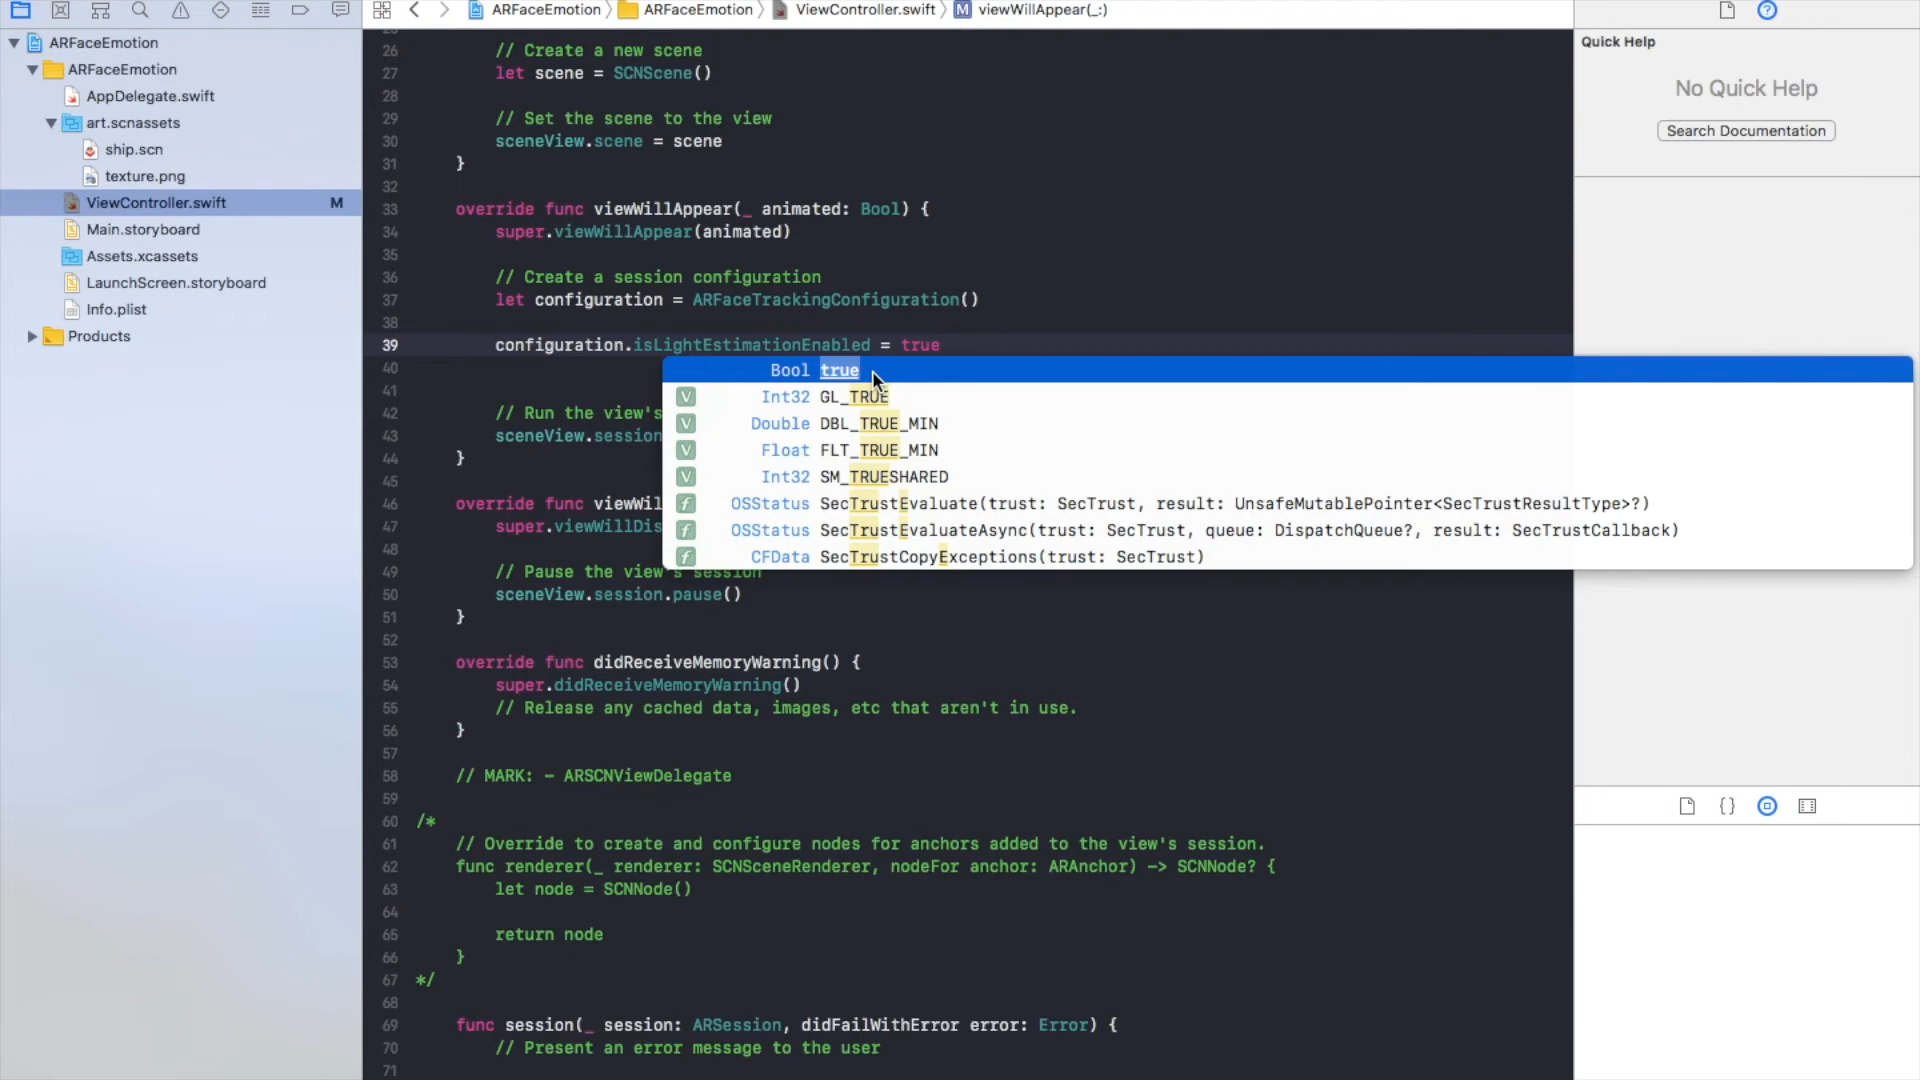 ARFaceEmotion
ARFaceEmotion
AppDelegate.swift
art.scnassets
ship.scn
texture.png
ViewController.swift M
Main.storyboard
Assets.xcassets
LaunchScreen.storyboard
Info.plist
Products
ARFaceEmotion ARFaceEmotion ViewController.swift M viewWillAppear(_:)
26 // Create a new scene
27 let scene = SCNScene()
28
29 // Set the scene to the view
30 sceneView.scene = scene
31 }
32
33 override func viewWillAppear(_ animated: Bool) {
34 super.viewWillAppear(animated)
35
36 // Create a session configuration
37 let configuration = ARFaceTrackingConfiguration()
38
39 configuration.isLightEstimationEnabled = true
40
41
42 // Run the view's
43 sceneView.session
44 }
45
46 override func viewWil
47 super.viewWillDis
48
49 // Pause the view's session
50 sceneView.session.pause()
51 }
52
53 override func didReceiveMemoryWarning() {
54 super.didReceiveMemoryWarning()
55 // Release any cached data, images, etc that aren't in use.
56 }
57
58 // MARK: - ARSCNViewDelegate
59
60 /*
61 // Override to create and configure nodes for anchors added to the view's session.
62 func renderer(_ renderer: SCNSceneRenderer, nodeFor anchor: ARAnchor) -> SCNNode? {
63 let node = SCNNode()
64
65 return node
66 }
67 */
68
69 func session(_ session: ARSession, didFailWithError error: Error) {
70 // Present an error message to the user
71
Bool true
V Int32 GL_TRUE
V Double DBL_TRUE_MIN
V Float FLT_TRUE_MIN
V Int32 SM_TRUESHARED
f OSStatus SecTrustEvaluate(trust: SecTrust, result: UnsafeMutablePointer<SecTrustResultType>?)
f OSStatus SecTrustEvaluateAsync(trust: SecTrust, queue: DispatchQueue?, result: SecTrustCallback)
f CFData SecTrustCopyExceptions(trust: SecTrust)
Quick Help
No Quick Help
Search Documentation